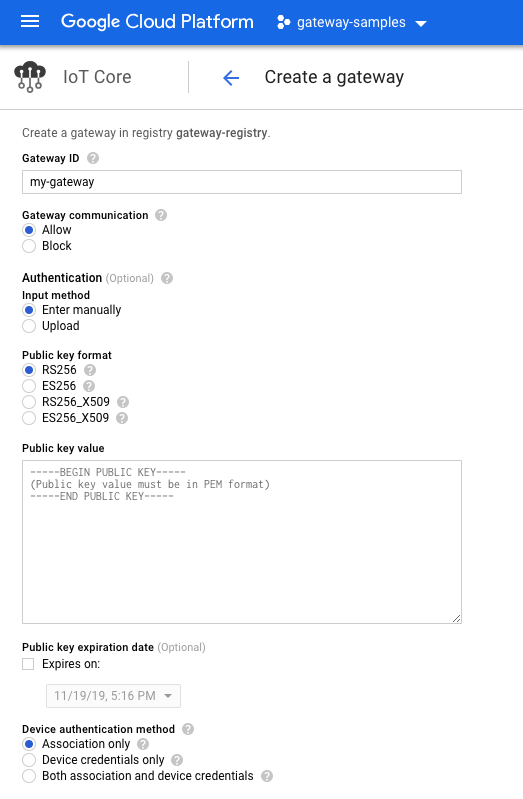 Google Cloud Platform gateway-samples
IoT Core Create a gateway
Create a gateway in registry gateway-registry.
Gateway ID ?
my-gateway
Gateway communication ?
Allow
Block
Authentication (Optional) ?
Input method
Enter manually
Upload
Public key format
RS256 ?
ES256 ?
RS256_X509 ?
ES256_X509 ?
Public key value
-----BEGIN PUBLIC KEY-----
(Public key value must be in PEM format)
-----END PUBLIC KEY-----
Public key expiration date (Optional)
Expires on:
11/19/19, 5:16 PM
Device authentication method ?
Association only ?
Device credentials only ?
Both association and device credentials ?